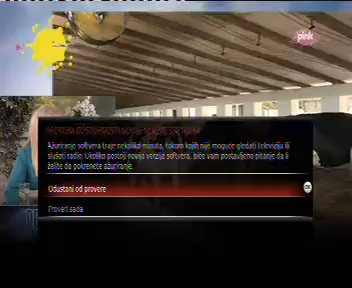 pink
Ažuriranje softvera traje nekoliko minuta, tokom kojih nije moguće gledati televiziju ili
slušati radio. Ukoliko postoji novija verzija softvera, biće vam postavljeno pitanje da li
želite da pokrenete ažuriranje.
Odustani od provere
OK
Proveri sada